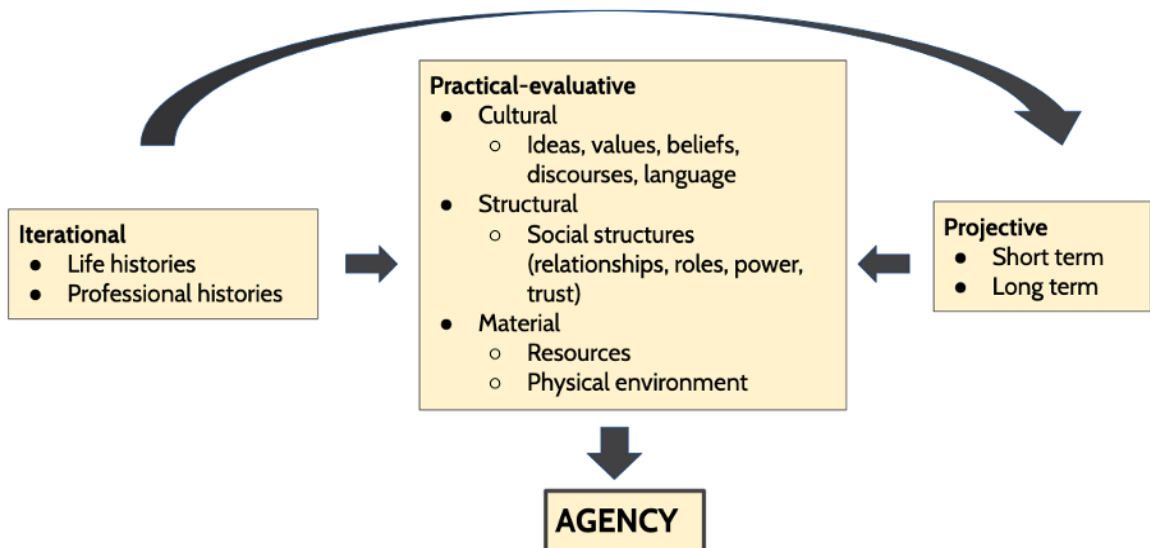 Practical-evaluative
● Cultural
○ Ideas, values, beliefs,
discourses, language
● Structural
○ Social structures
(relationships, roles, power,
trust)
● Material
○ Resources
○ Physical environment
Iterational
● Life histories
● Professional histories
Projective
● Short term
● Long term
AGENCY